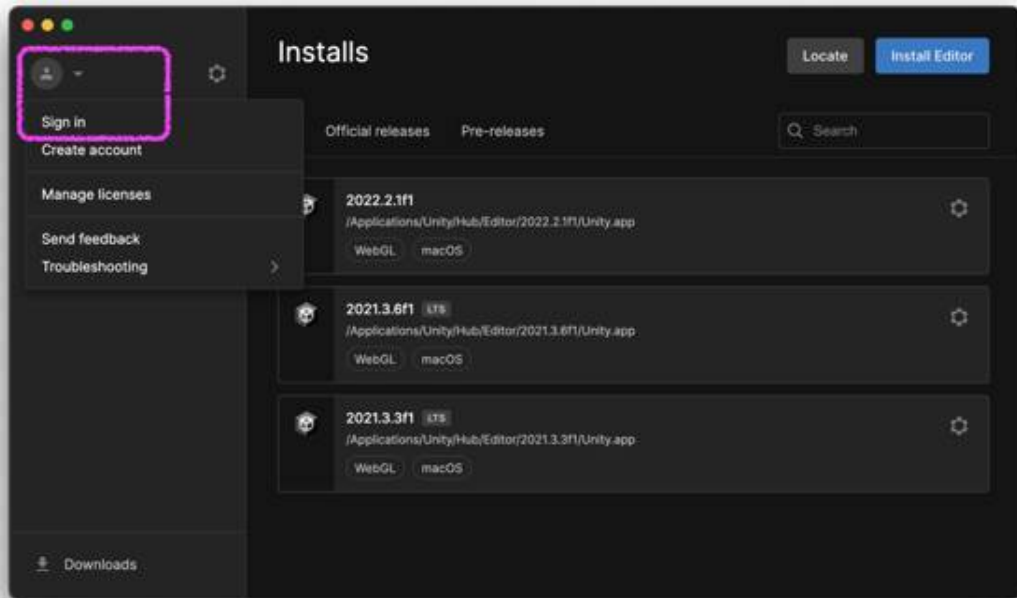 Installs
Locate
Install Editor
Sign in
Create account
Manage licenses
Send feedback
Troubleshooting
Official releases
Pre-releases
Search
2022.2.1f1
/Applications/Unity/Hub/Editor/2022.2.1f1/Unity.app
WebGL
macOS
2021.3.6f1 LTS
/Applications/Unity/Hub/Editor/2021.3.6f1/Unity.app
WebGL
macOS
2021.3.3f1 LTS
/Applications/Unity/Hub/Editor/2021.3.3f1/Unity.app
WebGL
macOS
Downloads